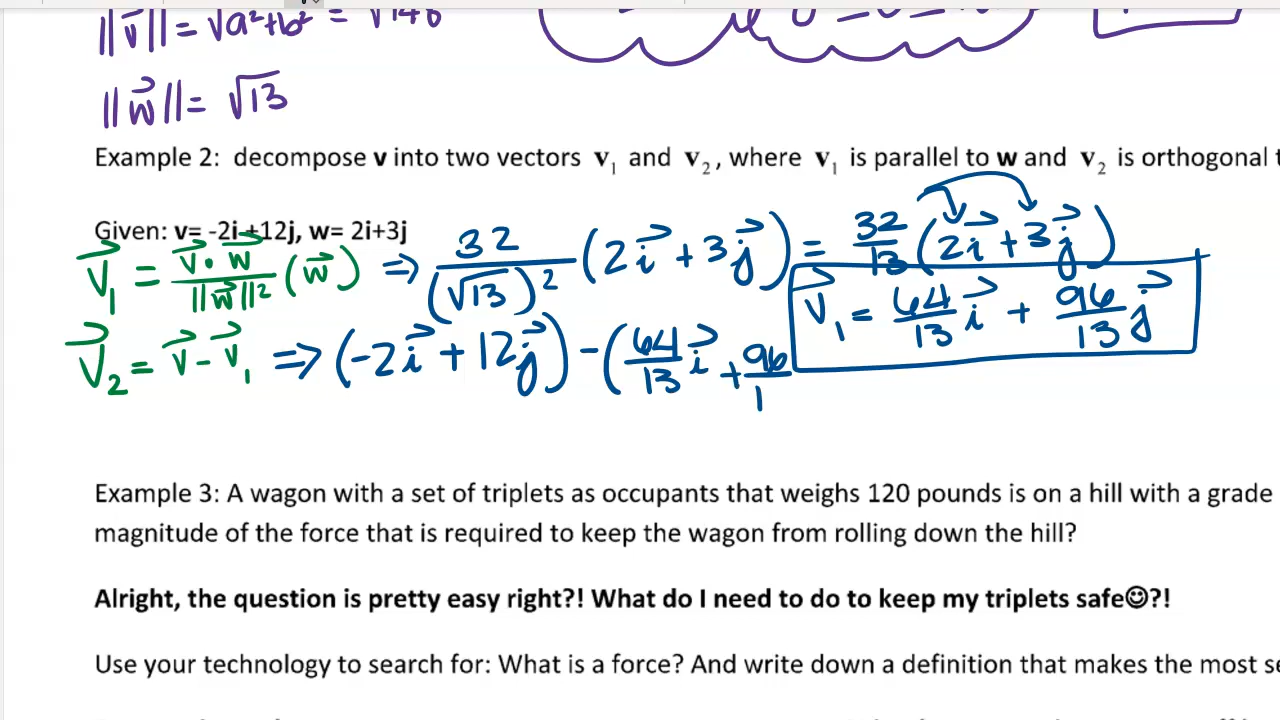 ||v⃗|| = √a²+b² = √148
||w⃗|| = √13
Example 2: decompose v into two vectors v₁ and v₂, where v₁ is parallel to w and v₂ is orthogonal t
Given: v= -2i +12j, w= 2i+3j
v⃗₁ = v⃗ · w⃗ / ||w⃗||² (w⃗) ⇒ 32/(√13)² (2i⃗ + 3j⃗) = 32/13 (2i⃗ + 3j⃗)
v⃗₁ = 64/13 i⃗ + 96/13 j⃗
v⃗₂ = v⃗ - v⃗₁ ⇒ (-2i⃗ + 12j⃗) - (64/13 i⃗ + 96/1
Example 3: A wagon with a set of triplets as occupants that weighs 120 pounds is on a hill with a grade
magnitude of the force that is required to keep the wagon from rolling down the hill?
Alright, the question is pretty easy right?! What do I need to do to keep my triplets safe☺?!
Use your technology to search for: What is a force? And write down a definition that makes the most se